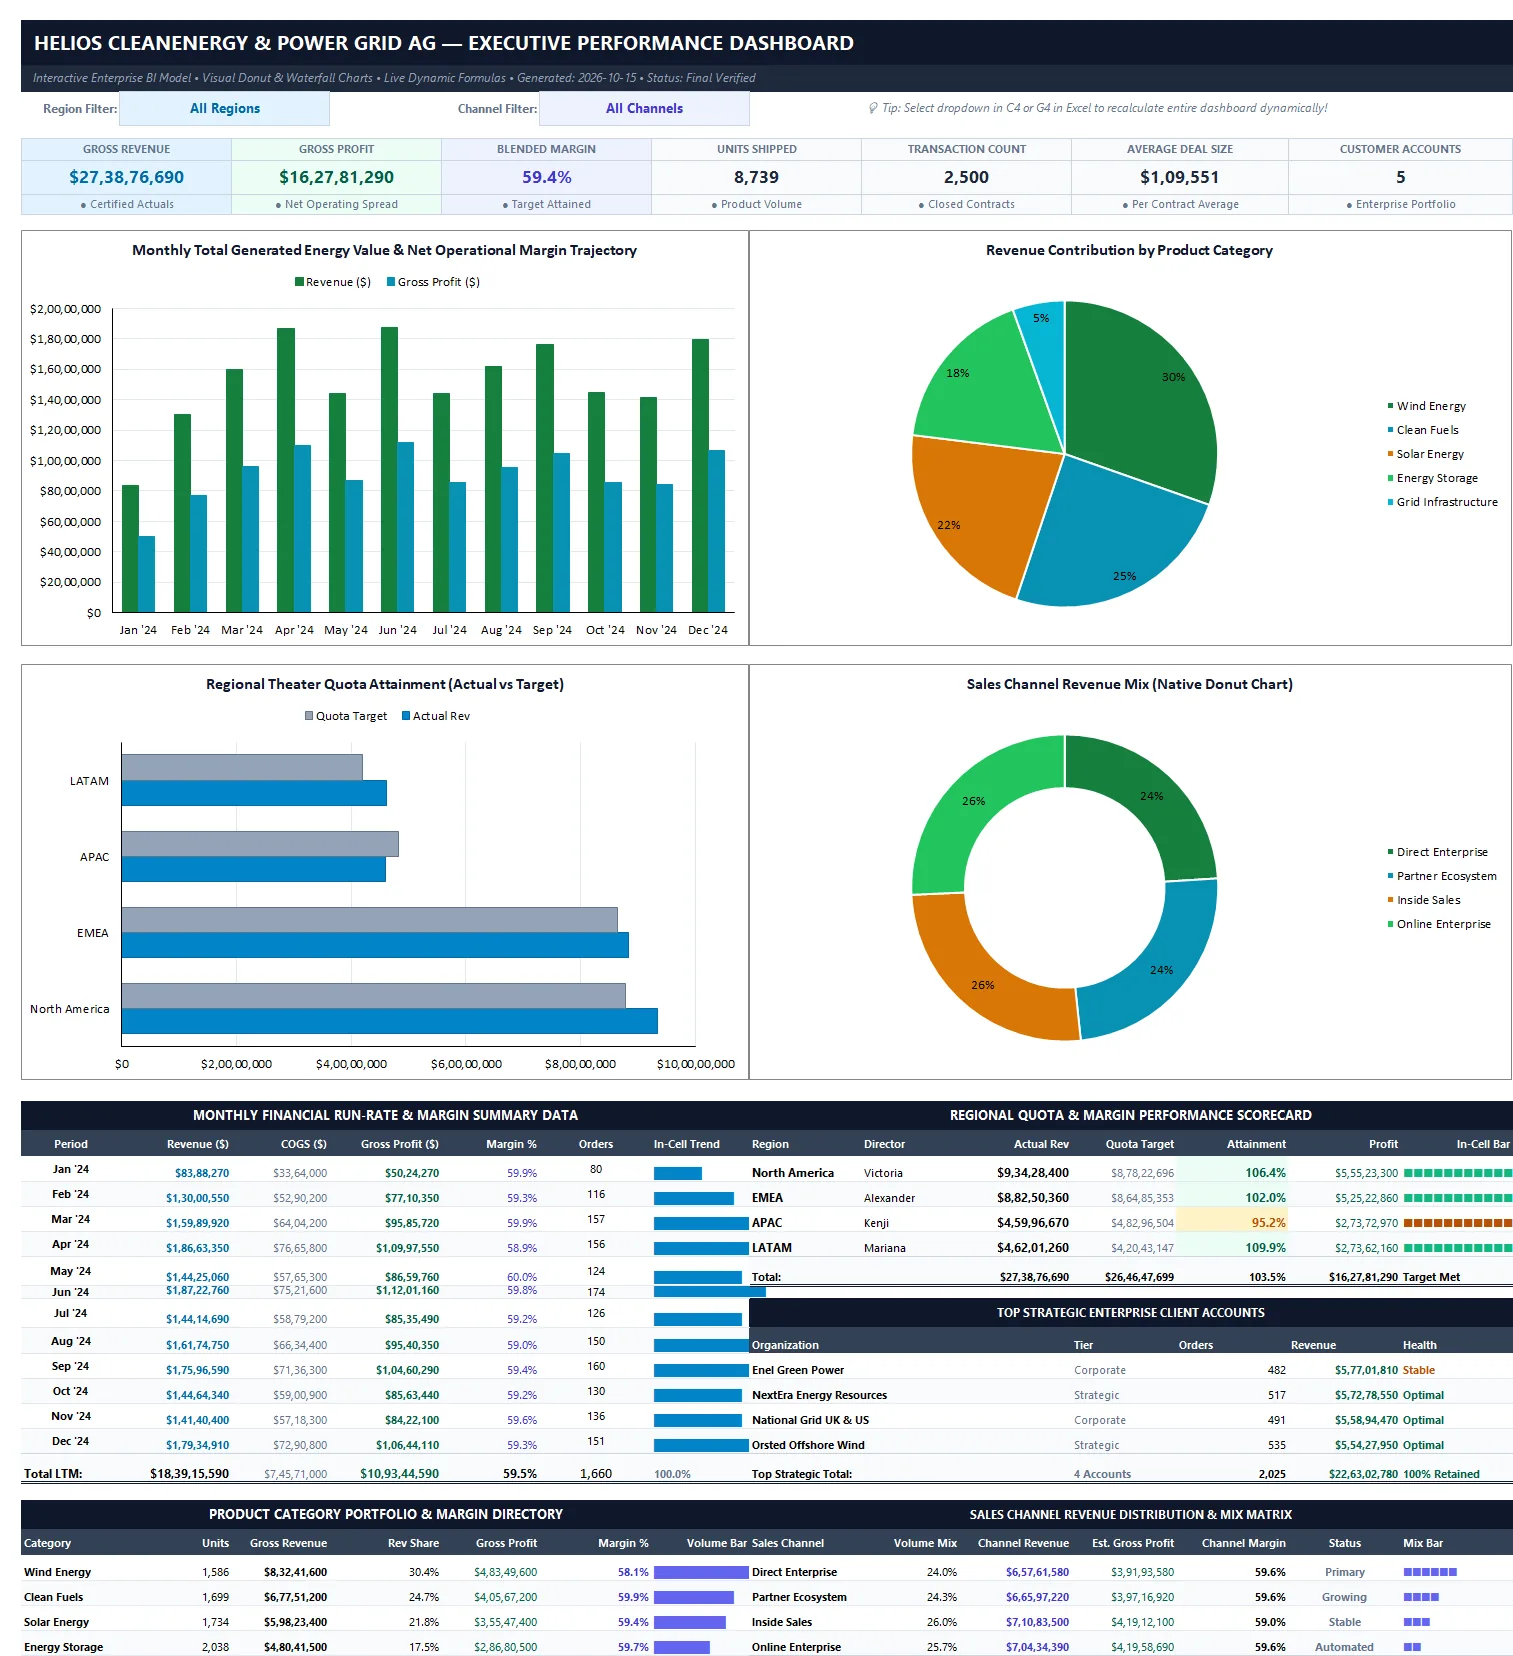 HELIOS CLEANENERGY & POWER GRID AG — EXECUTIVE PERFORMANCE DASHBOARD
Interactive Enterprise BI Model • Visual Donut & Waterfall Charts • Live Dynamic Formulas • Generated: 2026-10-15 • Status: Final Verified
Region Filter: All Regions Channel Filter: All Channels 💡 Tip: Select dropdown in C4 or G4 in Excel to recalculate entire dashboard dynamically!
GROSS REVENUE GROSS PROFIT BLENDED MARGIN UNITS SHIPPED TRANSACTION COUNT AVERAGE DEAL SIZE CUSTOMER ACCOUNTS
$27,38,76,690 $16,27,81,290 59.4% 8,739 2,500 $1,09,551 5
● Certified Actuals ● Net Operating Spread ● Target Attained ● Product Volume ● Closed Contracts ● Per Contract Average ● Enterprise Portfolio
Monthly Total Generated Energy Value & Net Operational Margin Trajectory
Revenue ($) Gross Profit ($)
$2,00,00,000
$1,80,00,000
$1,60,00,000
$1,40,00,000
$1,20,00,000
$1,00,00,000
$80,00,000
$60,00,000
$40,00,000
$20,00,000
$0
Jan '24 Feb '24 Mar '24 Apr '24 May '24 Jun '24 Jul '24 Aug '24 Sep '24 Oct '24 Nov '24 Dec '24
Revenue Contribution by Product Category
5%
30%
18%
22%
25%
Wind Energy
Clean Fuels
Solar Energy
Energy Storage
Grid Infrastructure
Regional Theater Quota Attainment (Actual vs Target)
Quota Target Actual Rev
LATAM
APAC
EMEA
North America
$0 $2,00,00,000 $4,00,00,000 $6,00,00,000 $8,00,00,000 $10,00,00,000
Sales Channel Revenue Mix (Native Donut Chart)
24%
26%
24%
26%
Direct Enterprise
Partner Ecosystem
Inside Sales
Online Enterprise
MONTHLY FINANCIAL RUN-RATE & MARGIN SUMMARY DATA
Period Revenue ($) COGS ($) Gross Profit ($) Margin % Orders In-Cell Trend
Jan '24 $83,88,270 $33,64,000 $50,24,270 59.9% 80
Feb '24 $1,30,00,550 $52,90,200 $77,10,350 59.3% 116
Mar '24 $1,59,89,920 $64,04,200 $95,85,720 59.9% 157
Apr '24 $1,86,63,350 $76,65,800 $1,09,97,550 58.9% 156
May '24 $1,44,25,060 $57,65,300 $86,59,760 60.0% 124
Jun '24 $1,87,22,760 $75,21,600 $1,12,01,160 59.8% 174
Jul '24 $1,44,14,690 $58,79,200 $85,35,490 59.2% 126
Aug '24 $1,61,74,750 $66,34,400 $95,40,350 59.0% 150
Sep '24 $1,75,96,590 $71,36,300 $1,04,60,290 59.4% 160
Oct '24 $1,44,64,340 $59,00,900 $85,63,440 59.2% 130
Nov '24 $1,41,40,400 $57,18,300 $84,22,100 59.6% 136
Dec '24 $1,79,34,910 $72,90,800 $1,06,44,110 59.3% 151
Total LTM: $18,39,15,590 $7,45,71,000 $10,93,44,590 59.5% 1,660 100.0%
REGIONAL QUOTA & MARGIN PERFORMANCE SCORECARD
Region Director Actual Rev Quota Target Attainment Profit In-Cell Bar
North America Victoria $9,34,28,400 $8,78,22,696 106.4% $5,55,23,300
EMEA Alexander $8,82,50,360 $8,64,85,353 102.0% $5,25,22,860
APAC Kenji $4,59,96,670 $4,82,96,504 95.2% $2,73,72,970
LATAM Mariana $4,62,01,260 $4,20,43,147 109.9% $2,73,62,160
Total: $27,38,76,690 $26,46,47,699 103.5% $16,27,81,290 Target Met
TOP STRATEGIC ENTERPRISE CLIENT ACCOUNTS
Organization Tier Orders Revenue Health
Enel Green Power Corporate 482 $5,77,01,810 Stable
NextEra Energy Resources Strategic 517 $5,72,78,550 Optimal
National Grid UK & US Corporate 491 $5,58,94,470 Optimal
Orsted Offshore Wind Strategic 535 $5,54,27,950 Optimal
Top Strategic Total: 4 Accounts 2,025 $22,63,02,780 100% Retained
PRODUCT CATEGORY PORTFOLIO & MARGIN DIRECTORY
Category Units Gross Revenue Rev Share Gross Profit Margin % Volume Bar
Wind Energy 1,586 $8,32,41,600 30.4% $4,83,49,600 58.1%
Clean Fuels 1,699 $6,77,51,200 24.7% $4,05,67,200 59.9%
Solar Energy 1,734 $5,98,23,400 21.8% $3,55,47,400 59.4%
Energy Storage 2,038 $4,80,41,500 17.5% $2,86,80,500 59.7%
SALES CHANNEL REVENUE DISTRIBUTION & MIX MATRIX
Sales Channel Volume Mix Channel Revenue Est. Gross Profit Channel Margin Status Mix Bar
Direct Enterprise 24.0% $6,57,61,580 $3,91,93,580 59.6% Primary
Partner Ecosystem 24.3% $6,65,97,220 $3,97,16,920 59.6% Growing
Inside Sales 26.0% $7,10,83,500 $4,19,12,100 59.0% Stable
Online Enterprise 25.7% $7,04,34,390 $4,19,58,690 59.6% Automated